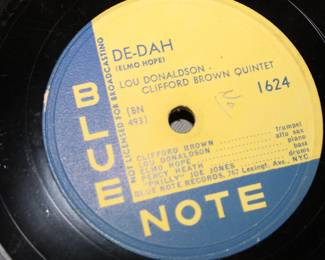 DE-DAH
(ELMO HOPE)
LOU DONALDSON -
CLIFFORD BROWN QUINTET
1624
(BN
493)
NOT LICENSED FOR BROADCASTING
BLUE
NOTE
CLIFFORD BROWN trumpet
LOU DONALDSON alto sax
ELMO HOPE piano
PERCY HEATH bass
"PHILLY" JOE JONES drums
BLUE NOTE RECORDS, 767 Lexingt. Ave., NYC